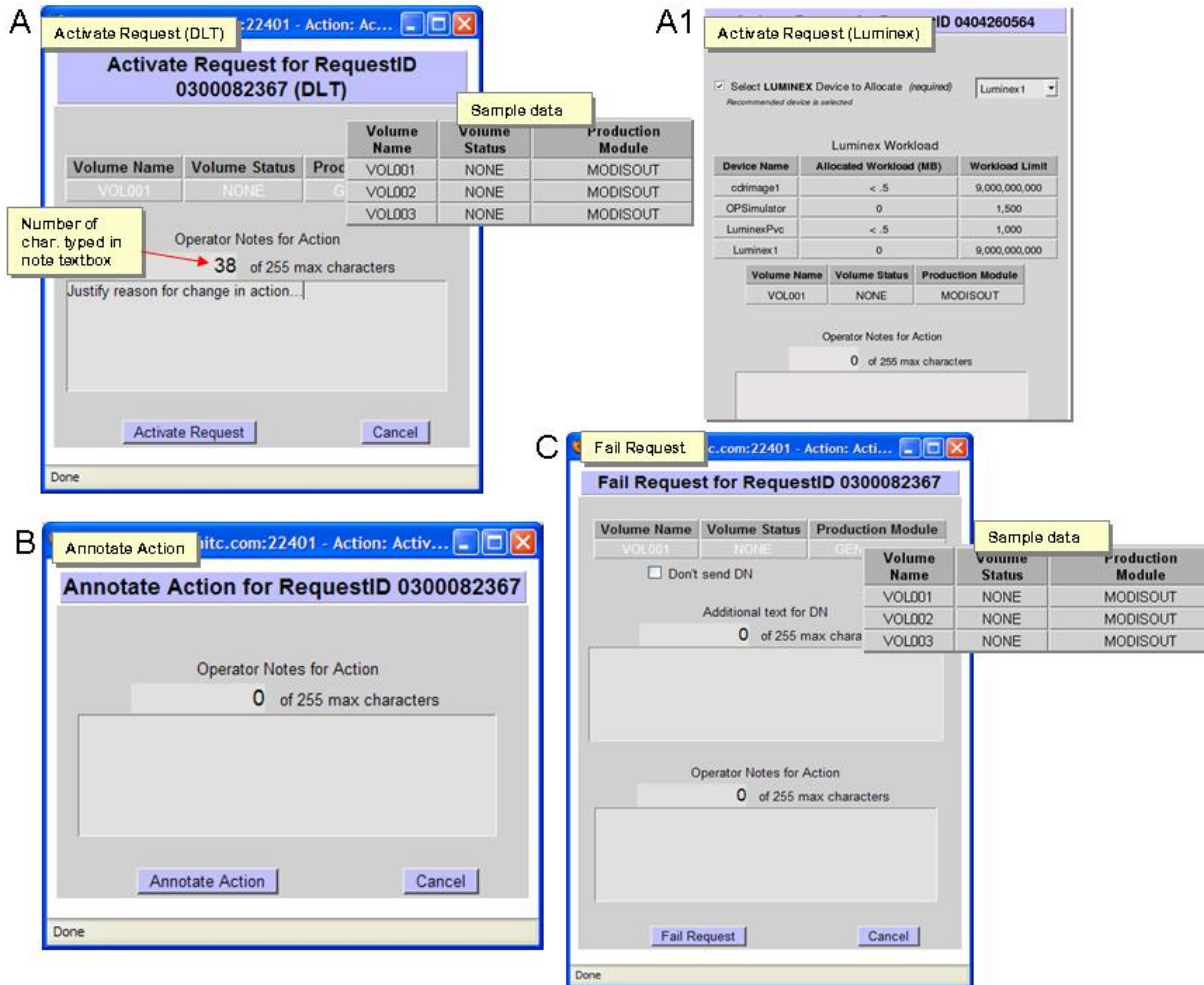 A
Activate Request (DLT)
:22401 - Action: Ac...
Activate Request for RequestID
0300082367 (DLT)
Sample data
Volume Name Volume Status
VOL001 NONE
Volume Name Volume Status Production Module
VOL001 NONE MODISOUT
VOL002 NONE MODISOUT
VOL003 NONE MODISOUT
Number of
char. typed in
note textbox
Operator Notes for Action
38 of 255 max characters
Justify reason for change in action...
Activate Request Cancel
Done
A1
Activate Request (Luminex)
ID 0404260564
Select LUMINEX Device to Allocate (required) Luminex1
Recommended device is selected
Luminex Workload
Device Name Allocated Workload (MB) Workload Limit
cdrimage1 < .5 9,000,000,000
OPSimulator 0 1,500
LuminexPvc < .5 1,000
Luminex1 0 9,000,000,000
Volume Name Volume Status Production Module
VOL001 NONE MODISOUT
Operator Notes for Action
0 of 255 max characters
B
Annotate Action
itc.com:22401 - Action: Activ...
Annotate Action for RequestID 0300082367
Operator Notes for Action
0 of 255 max characters
Annotate Action Cancel
Done
C
Fail Request
c.com:22401 - Action: Acti...
Fail Request for RequestID 0300082367
Volume Name Volume Status Production Module
VOL001 NONE
Sample data
Volume Name Volume Status Production Module
VOL001 NONE MODISOUT
VOL002 NONE MODISOUT
VOL003 NONE MODISOUT
Don't send DN
Additional text for DN
0 of 255 max chara
Operator Notes for Action
0 of 255 max characters
Fail Request Cancel
Done